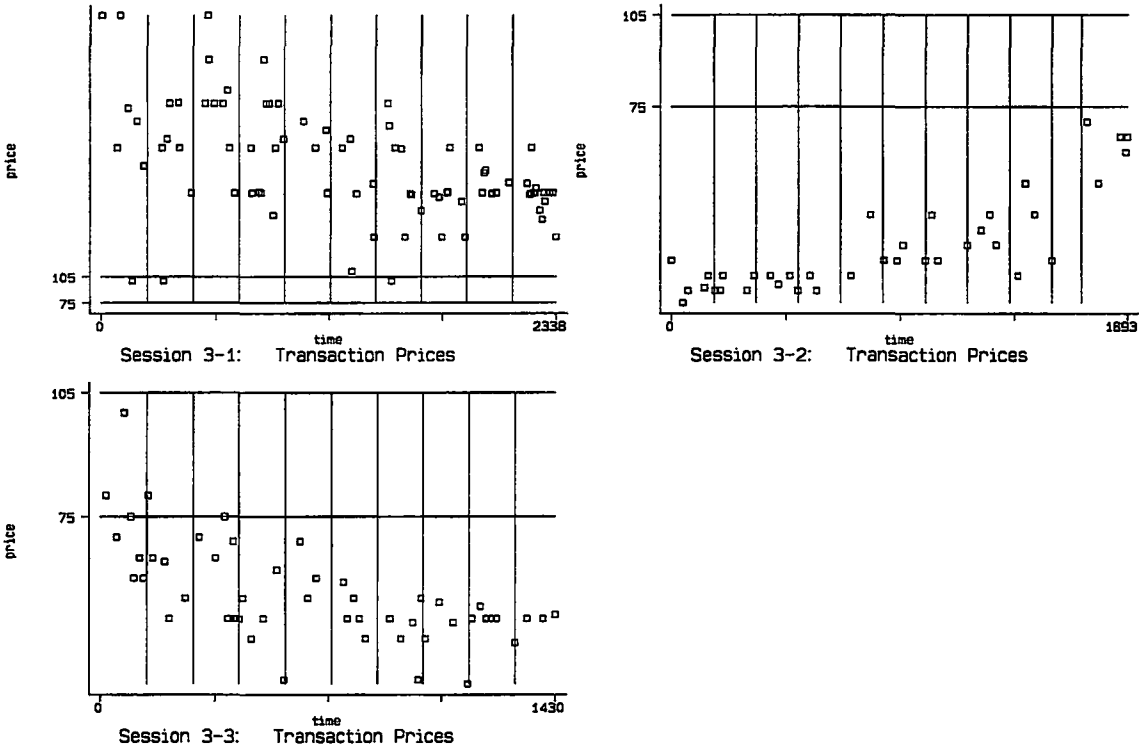 price
105
75
0
2338
time
Session 3-1: Transaction Prices
105
75
price
0
1893
time
Session 3-2: Transaction Prices
105
75
price
0
1430
time
Session 3-3: Transaction Prices